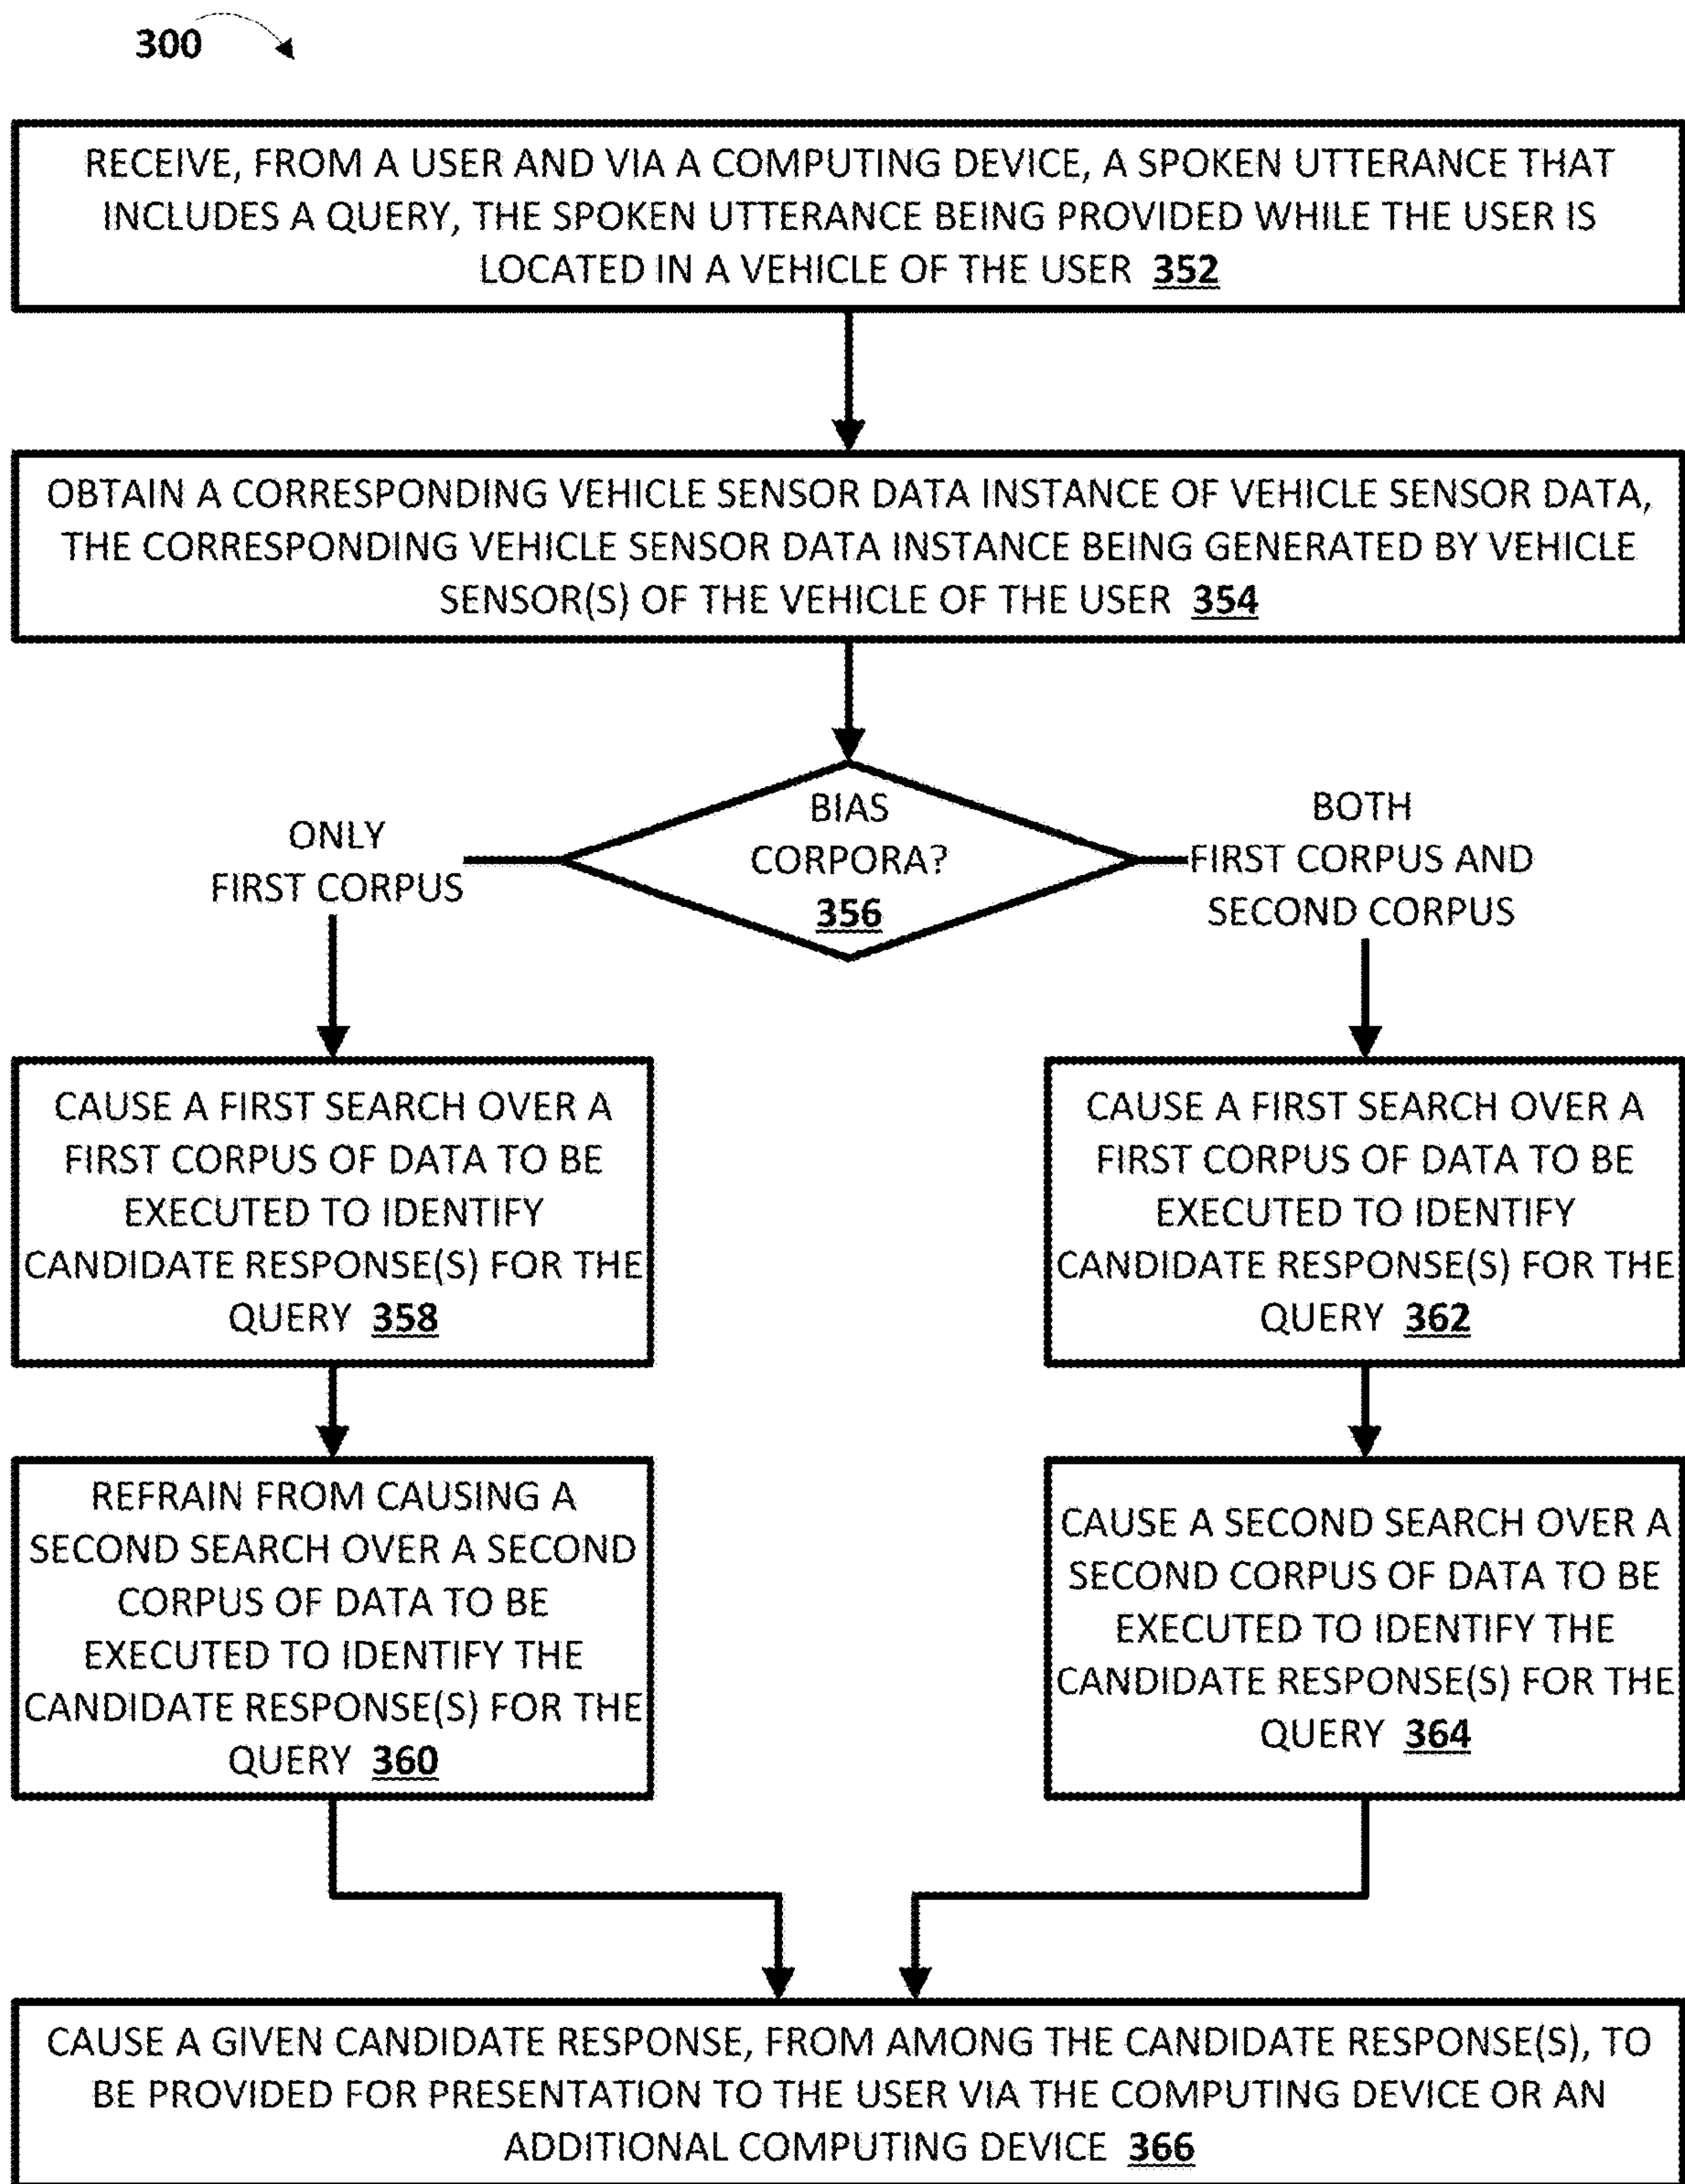 300
RECEIVE, FROM A USER AND VIA A COMPUTING DEVICE, A SPOKEN UTTERANCE THAT
INCLUDES A QUERY, THE SPOKEN UTTERANCE BEING PROVIDED WHILE THE USER IS
LOCATED IN A VEHICLE OF THE USER 352
OBTAIN A CORRESPONDING VEHICLE SENSOR DATA INSTANCE OF VEHICLE SENSOR DATA,
THE CORRESPONDING VEHICLE SENSOR DATA INSTANCE BEING GENERATED BY VEHICLE
SENSOR(S) OF THE VEHICLE OF THE USER 354
BIAS
CORPORA?
356
ONLY
FIRST CORPUS
BOTH
FIRST CORPUS AND
SECOND CORPUS
CAUSE A FIRST SEARCH OVER A
FIRST CORPUS OF DATA TO BE
EXECUTED TO IDENTIFY
CANDIDATE RESPONSE(S) FOR THE
QUERY 358
REFRAIN FROM CAUSING A
SECOND SEARCH OVER A SECOND
CORPUS OF DATA TO BE
EXECUTED TO IDENTIFY THE
CANDIDATE RESPONSE(S) FOR THE
QUERY 360
CAUSE A FIRST SEARCH OVER A
FIRST CORPUS OF DATA TO BE
EXECUTED TO IDENTIFY
CANDIDATE RESPONSE(S) FOR THE
QUERY 362
CAUSE A SECOND SEARCH OVER A
SECOND CORPUS OF DATA TO BE
EXECUTED TO IDENTIFY THE
CANDIDATE RESPONSE(S) FOR THE
QUERY 364
CAUSE A GIVEN CANDIDATE RESPONSE, FROM AMONG THE CANDIDATE RESPONSE(S), TO
BE PROVIDED FOR PRESENTATION TO THE USER VIA THE COMPUTING DEVICE OR AN
ADDITIONAL COMPUTING DEVICE 366